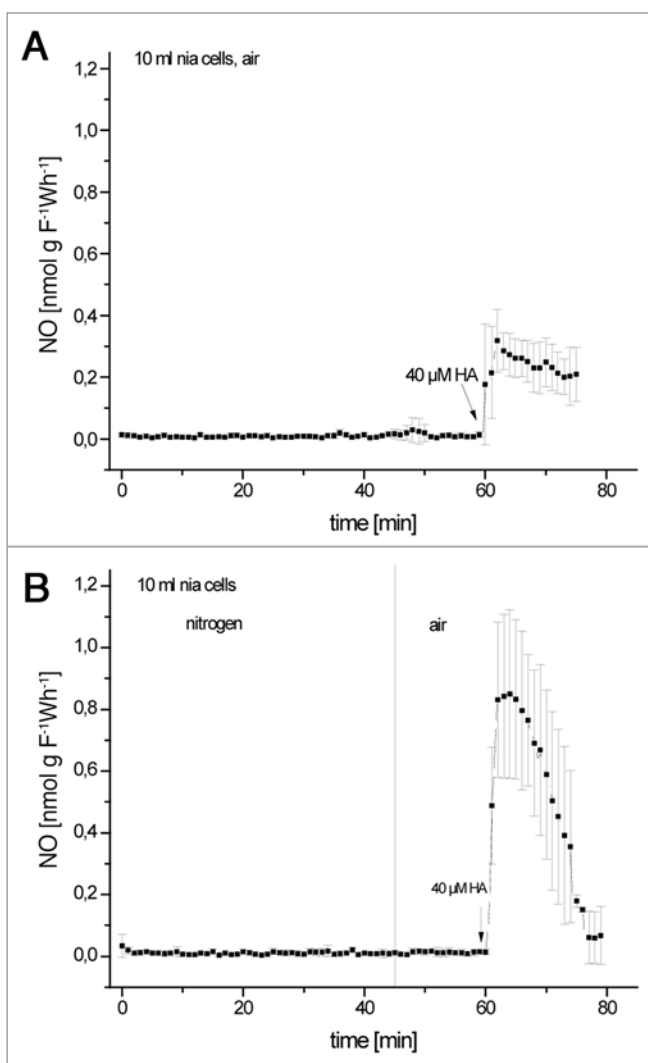 A
10 ml nia cells, air
1,2
1,0
0,8
0,6
0,4
0,2
0,0
NO [nmol g F⁻¹Wh⁻¹]
40 µM HA
0 20 40 60 80
time [min]
B
10 ml nia cells
nitrogen air
1,2
1,0
0,8
0,6
0,4
0,2
0,0
NO [nmol g F⁻¹Wh⁻¹]
40 µM HA
0 20 40 60 80
time [min]